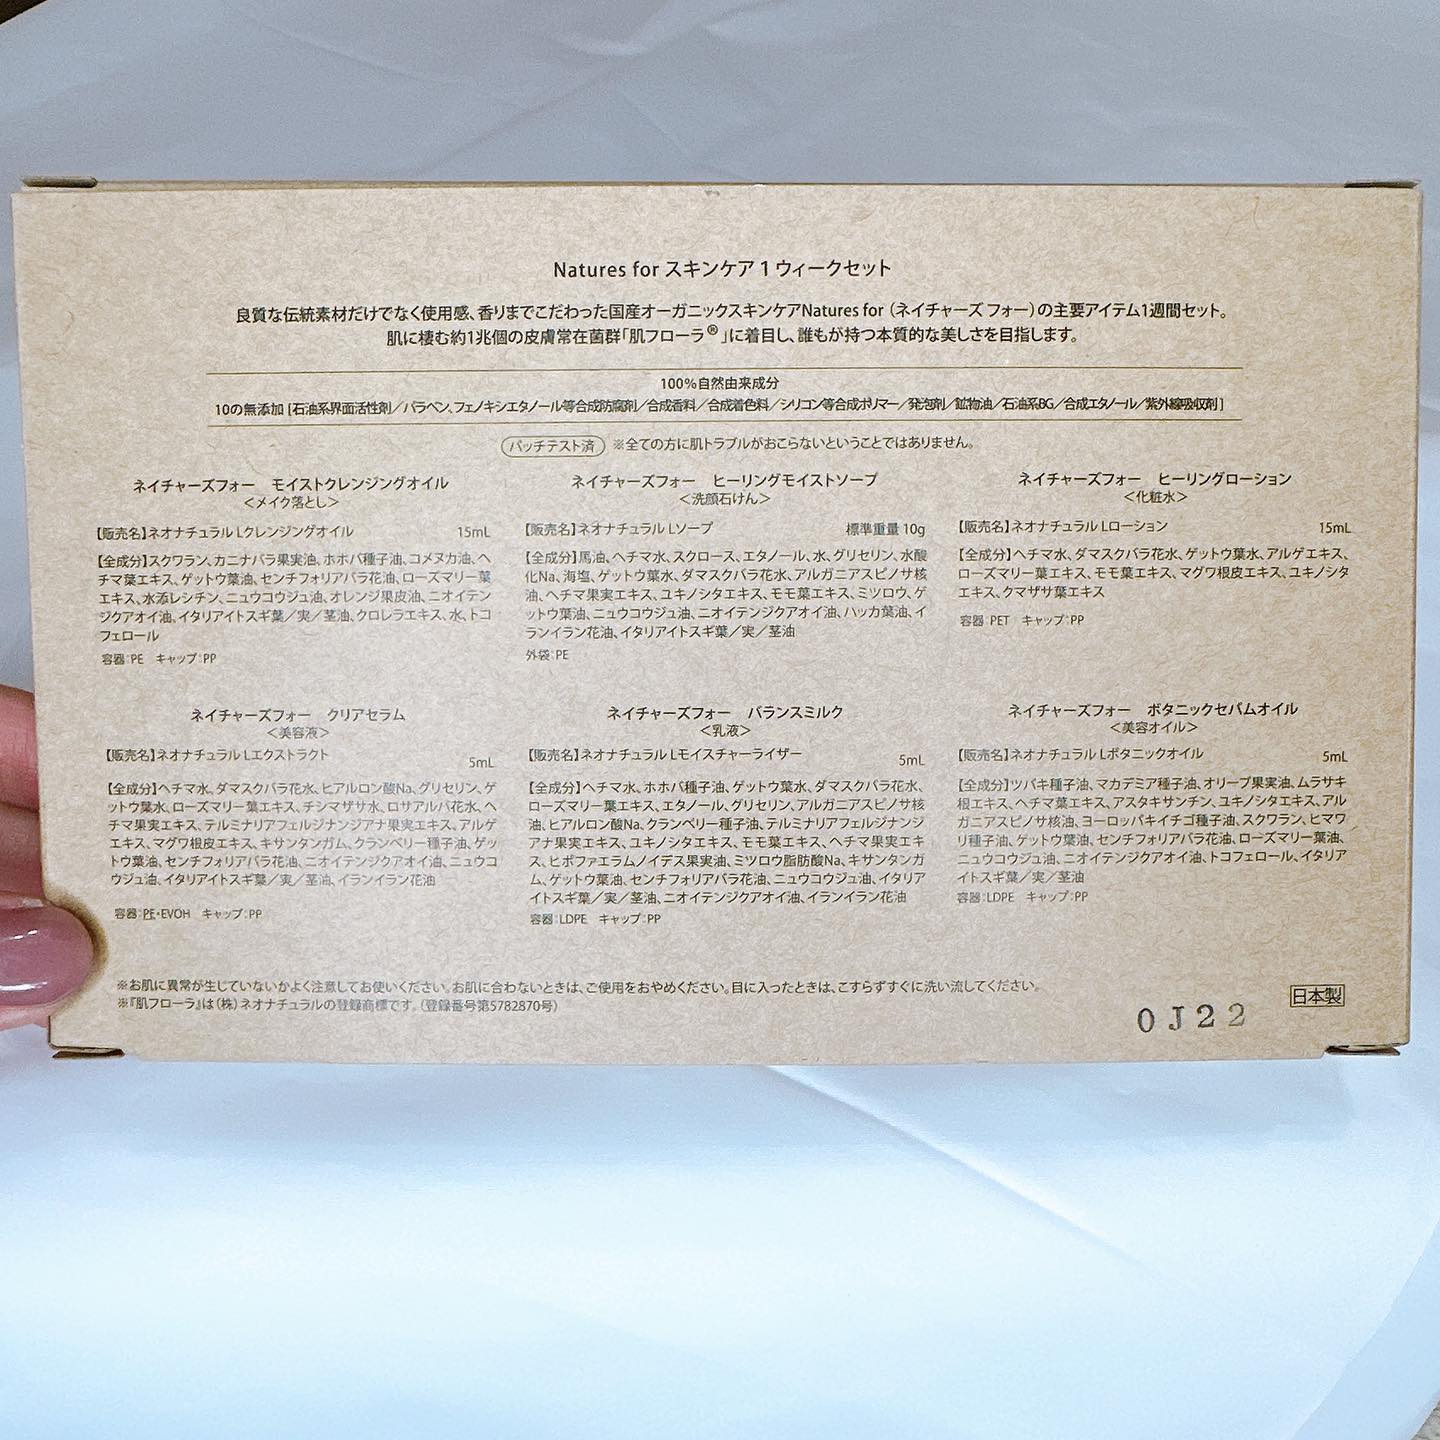 Natures for スキンケア1ウィークセット
良質な伝統素材だけでなく使用感、香りまでこだわった国産オーガニックスキンケアNatures for（ネイチャーズ フォー）の主要アイテム1週間セット。
肌に棲む約1兆個の皮膚常在菌群「肌フローラ®」に着目し、誰もが持つ本質的な美しさを目指します。
100%自然由来成分
10の無添加 [石油系界面活性剤／パラベン、フェノキシエタノール等合成防腐剤／合成香料／合成着色料／シリコン等合成ポリマー／発泡剤／鉱物油／石油系BG／合成エタノール／紫外線吸収剤]
パッチテスト済 ※全ての方に肌トラブルがおこらないということではありません。
ネイチャーズフォー モイストクレンジングオイル
＜メイク落とし＞
【販売名】ネオナチュラル Lクレンジングオイル 15mL
【全成分】スクワラン、カニナバラ果実油、ホホバ種子油、コメヌカ油、ヘ
チマ葉エキス、ゲットウ葉油、センチフォリアバラ花油、ローズマリー葉
エキス、水添レシチン、ニュウコウジュ油、オレンジ果皮油、ニオイテン
ジクアオイ油、イタリアイトスギ葉／実／茎油、クロレラエキス、水、トコ
フェロール
容器：PE キャップ：PP
ネイチャーズフォー ヒーリングモイストソープ
＜洗顔石けん＞
【販売名】ネオナチュラル Lソープ 標準重量 10g
【全成分】馬油、ヘチマ水、スクロース、エタノール、水、グリセリン、水酸
化Na、海塩、ゲットウ葉水、ダマスクバラ花水、アルガニアスピノサ核
油、ヘチマ果実エキス、ユキノシタエキス、モモ葉エキス、ミツロウ、ゲ
ットウ葉油、ニュウコウジュ油、ニオイテンジクアオイ油、ハッカ葉油、イ
ランイラン花油、イタリアイトスギ葉／実／茎油
外袋：PE
ネイチャーズフォー ヒーリングローション
＜化粧水＞
【販売名】ネオナチュラル Lローション 15mL
【全成分】ヘチマ水、ダマスクバラ花水、ゲットウ葉水、アルゲエキス、
ローズマリー葉エキス、モモ葉エキス、マグワ根皮エキス、ユキノシタ
エキス、クマザサ葉エキス
容器：PET キャップ：PP
ネイチャーズフォー クリアセラム
＜美容液＞
【販売名】ネオナチュラル Lエクストラクト 5mL
【全成分】ヘチマ水、ダマスクバラ花水、ヒアルロン酸Na、グリセリン、ゲ
ットウ葉水、ローズマリー葉エキス、チシマザサ水、ロサアルバ花水、ヘ
チマ果実エキス、テルミナリアフェルジナンジアナ果実エキス、アルゲ
エキス、マグワ根皮エキス、キサンタンガム、クランベリー種子油、ゲッ
トウ葉油、センチフォリアバラ花油、ニオイテンジクアオイ油、ニュウコ
ウジュ油、イタリアイトスギ葉／実／茎油、イランイラン花油
容器：PE・EVOH キャップ：PP
ネイチャーズフォー バランスミルク
＜乳液＞
【販売名】ネオナチュラル Lモイスチャーライザー 5mL
【全成分】ヘチマ水、ホホバ種子油、ゲットウ葉水、ダマスクバラ花水、
ローズマリー葉エキス、エタノール、グリセリン、アルガニアスピノサ核
油、ヒアルロン酸Na、クランベリー種子油、テルミナリアフェルジナンジ
アナ果実エキス、ユキノシタエキス、モモ葉エキス、ヘチマ果実エキ
ス、ヒポファエラムノイデス果実油、ミツロウ脂肪酸Na、キサンタンガ
ム、ゲットウ葉油、センチフォリアバラ花油、ニュウコウジュ油、イタリア
イトスギ葉／実／茎油、ニオイテンジクアオイ油、イランイラン花油
容器：LDPE キャップ：PP
ネイチャーズフォー ボタニックセバムオイル
＜美容オイル＞
【販売名】ネオナチュラル Lボタニックオイル 5mL
【全成分】ツバキ種子油、マカデミア種子油、オリーブ果実油、ムラサキ
根エキス、ヘチマ葉エキス、アスタキサンチン、ユキノシタエキス、アル
ガニアスピノサ核油、ヨーロッパキイチゴ種子油、スクワラン、ヒマワ
リ種子油、ゲットウ葉油、センチフォリアバラ花油、ローズマリー葉油、
ニュウコウジュ油、ニオイテンジクアオイ油、トコフェロール、イタリア
イトスギ葉／実／茎油
容器：LDPE キャップ：PP
※お肌に異常が生じていないかよく注意してお使いください。お肌に合わないときは、ご使用をおやめください。目に入ったときは、こすらずすぐに洗い流してください。
※『肌フローラ』は（株）ネオナチュラルの登録商標です。（登録番号第5782870号）
日本製
0J22